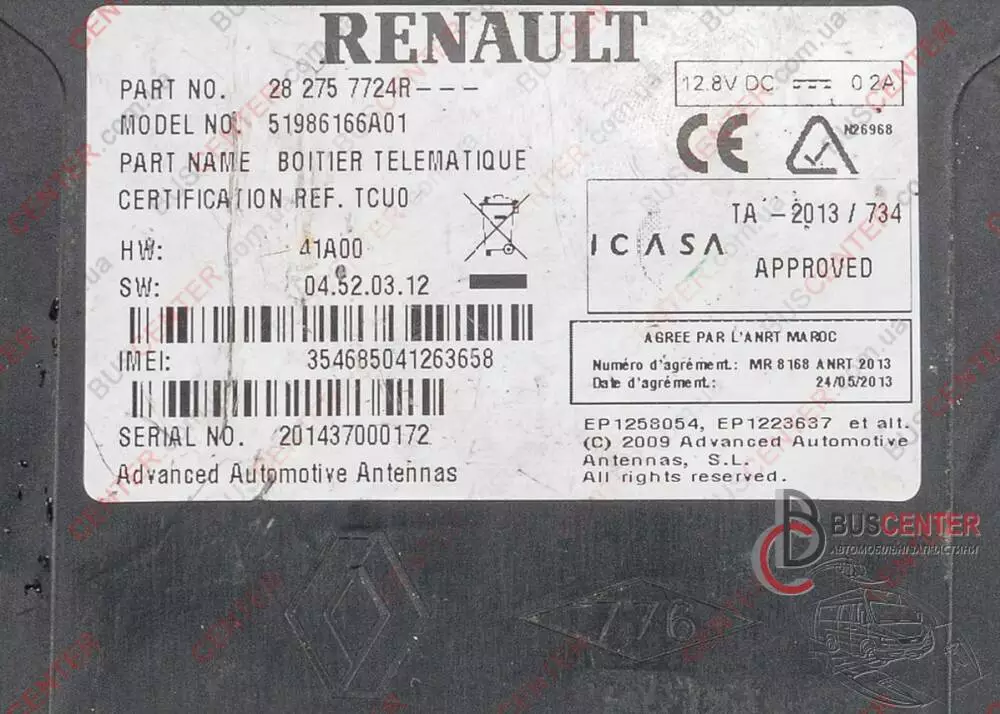 RENAULT
PART NO. 28 275 7724R---
12.8V DC 0.2A
MODEL NO. 51986166A01
N26968
PART NAME BOITIER TELEMATIQUE
CERTIFICATION REF. TCU0
TA - 2013 / 734
ICASA
APPROVED
HW: 41A00
SW: 04.52.03.12
AGREE PAR L'ANRT MAROC
Numéro d'agrément.: MR 8168 ANRT 2013
Date d'agrément.: 24/05/2013
IMEI: 354685041263658
SERIAL NO. 201437000172
EP1258054, EP1223637 et alt.
(C) 2009 Advanced Automotive
Antennas, S.L.
All rights reserved.
Advanced Automotive Antennas
BUSCENTER
АВТОМОБІЛЬНІ ЗАПЧАСТИНИ
776